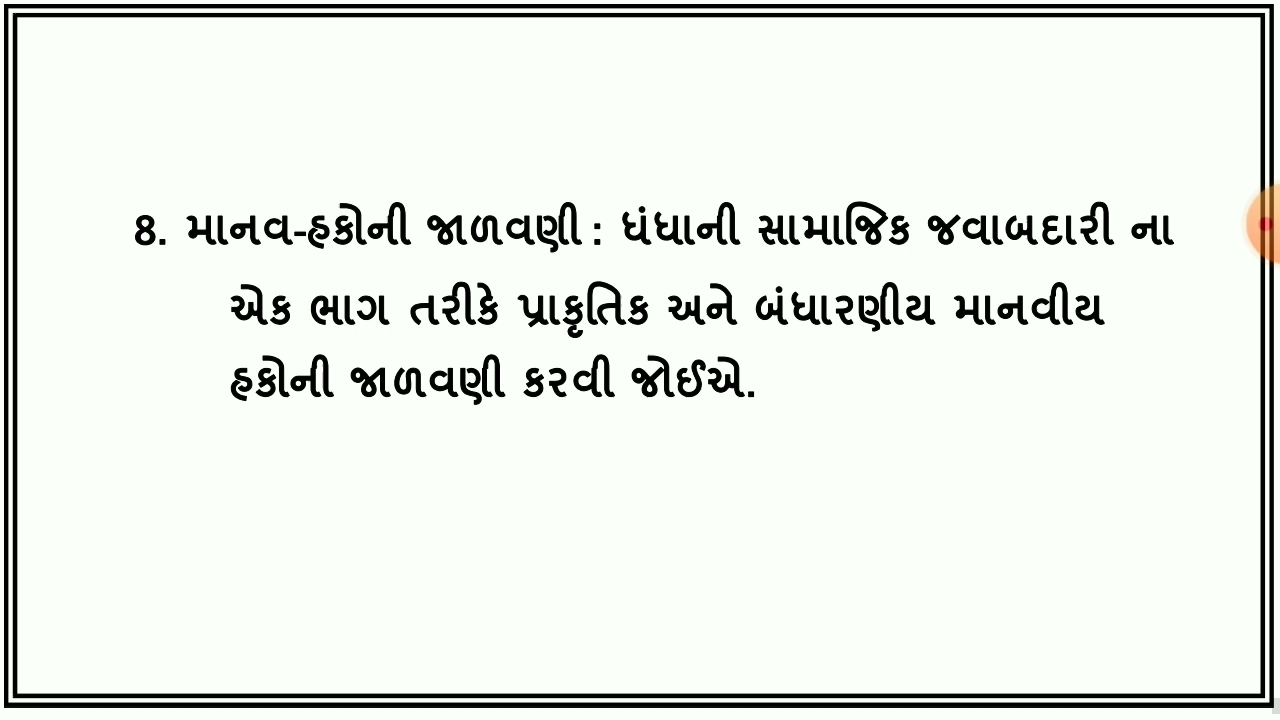 8. માનવ-હકોની જાળવણી : ધંધાની સામાજિક જવાબદારી ના
એક ભાગ તરીકે પ્રાકૃતિક અને બંધારણીય માનવીય
હકોની જાળવણી કરવી જોઈએ.